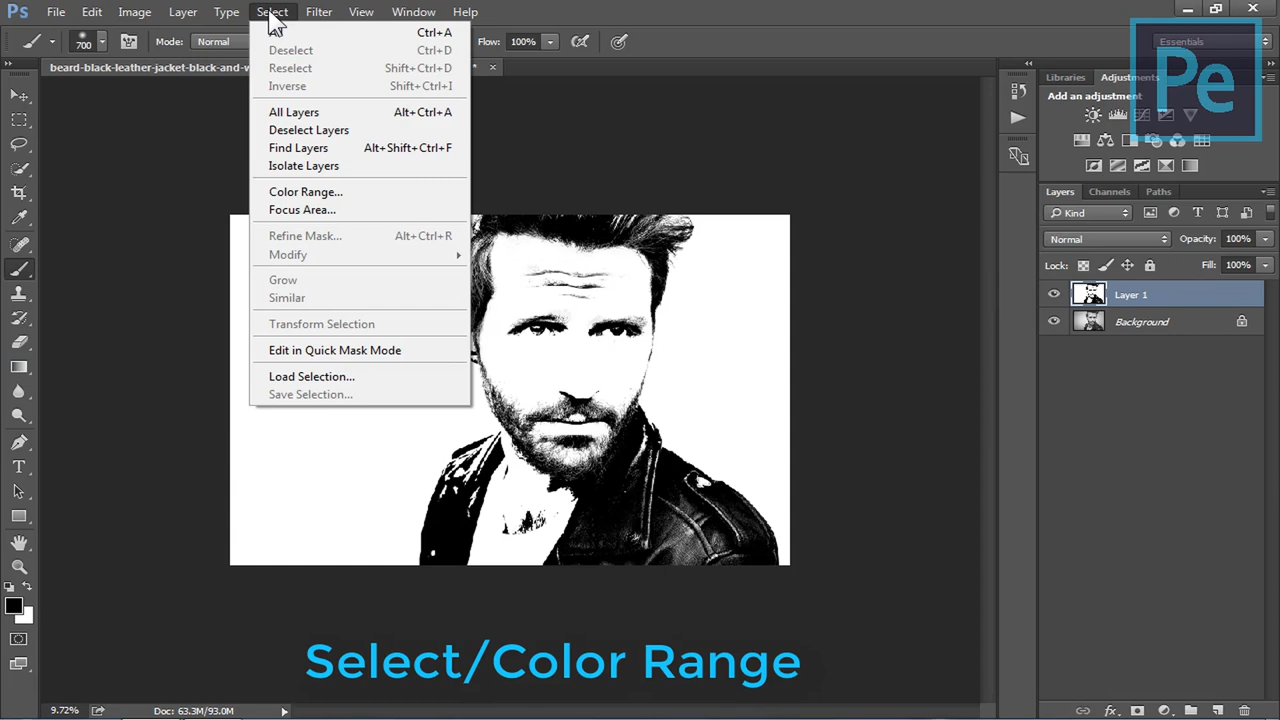 Ps File Edit Image Layer Type Select Filter View Window Help
700 Mode: Normal Flow: 100% Essentials
beard-black-leather-jacket-black-and-w
Pe
All Ctrl+A
Deselect Ctrl+D
Reselect Shift+Ctrl+D
Inverse Shift+Ctrl+I
All Layers Alt+Ctrl+A
Deselect Layers
Find Layers Alt+Shift+Ctrl+F
Isolate Layers
Color Range...
Focus Area...
Refine Mask... Alt+Ctrl+R
Modify
Grow
Similar
Transform Selection
Edit in Quick Mask Mode
Load Selection...
Save Selection...
Libraries Adjustments
Add an adjustment
Layers Channels Paths
Kind
Normal Opacity: 100%
Lock: Fill: 100%
Layer 1
Background
Select/Color Range
9.72% Doc: 63.3M/93.0M